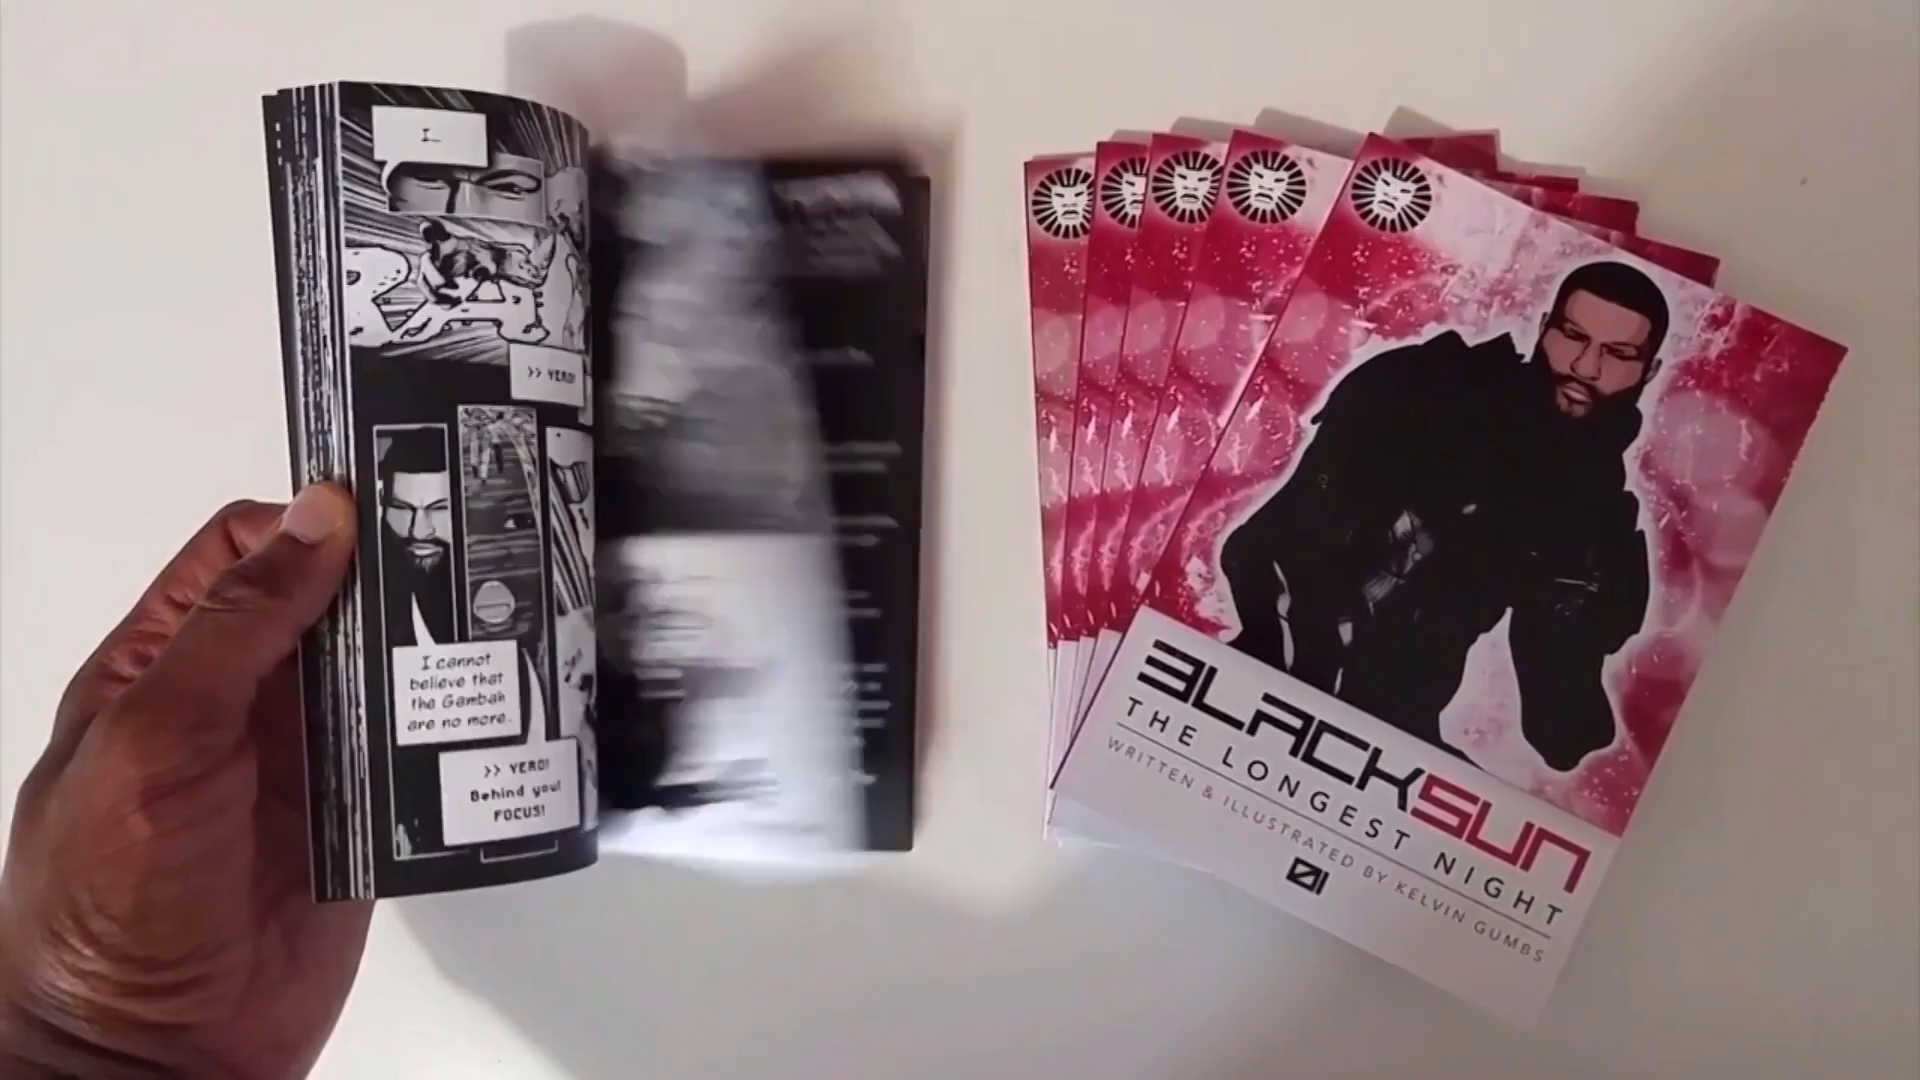 I...
>> YERO!
I cannot
believe that
the Gambah
are no more..
>> YERO!
Behind you!
FOCUS!
BLACKSUN
THE LONGEST NIGHT
WRITTEN & ILLUSTRATED BY KELVIN GUMBS
01